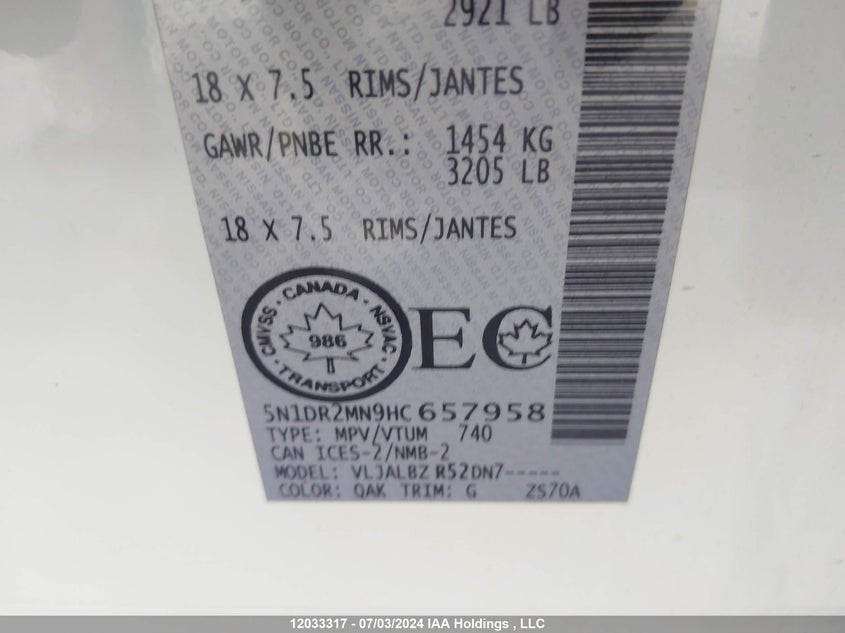 2921 LB
18 X 7.5 RIMS/JANTES
GAWR/PNBE RR.: 1454 KG
3205 LB
18 X 7.5 RIMS/JANTES
CANADA
CMVSS NSVAC
986
TRANSPORT
EC
5N1DR2MN9HC 657958
TYPE: MPV/VTUM 740
CAN ICES-2/NMB-2
MODEL: VLJALBZ R52DN7-----
COLOR: QAK TRIM: G ZS70A
12033317 - 07/03/2024 IAA Holdings , LLC